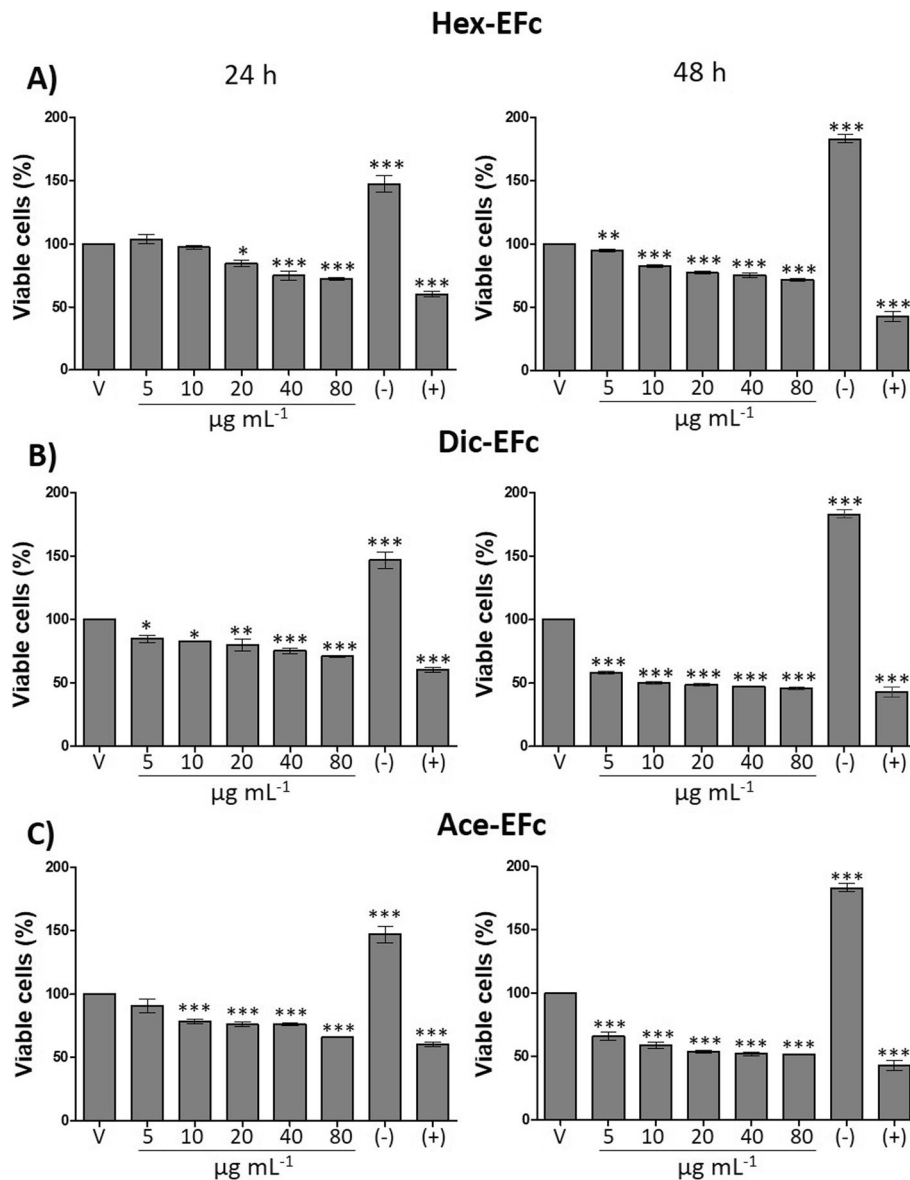 Hex-EFc
A)
24 h
48 h
Viable cells (%)
200
150
100
50
0
***
*
***
***
***
V 5 10 20 40 80 (-) (+)
µg mL-1
Viable cells (%)
200
150
100
50
0
***
**
***
***
***
***
***
V 5 10 20 40 80 (-) (+)
µg mL-1
Dic-EFc
B)
Viable cells (%)
200
150
100
50
0
***
*
*
**
***
***
***
V 5 10 20 40 80 (-) (+)
µg mL-1
Viable cells (%)
200
150
100
50
0
***
***
***
***
***
***
***
V 5 10 20 40 80 (-) (+)
µg mL-1
Ace-EFc
C)
Viable cells (%)
200
150
100
50
0
***
***
***
***
***
***
V 5 10 20 40 80 (-) (+)
µg mL-1
Viable cells (%)
200
150
100
50
0
***
***
***
***
***
***
***
V 5 10 20 40 80 (-) (+)
µg mL-1